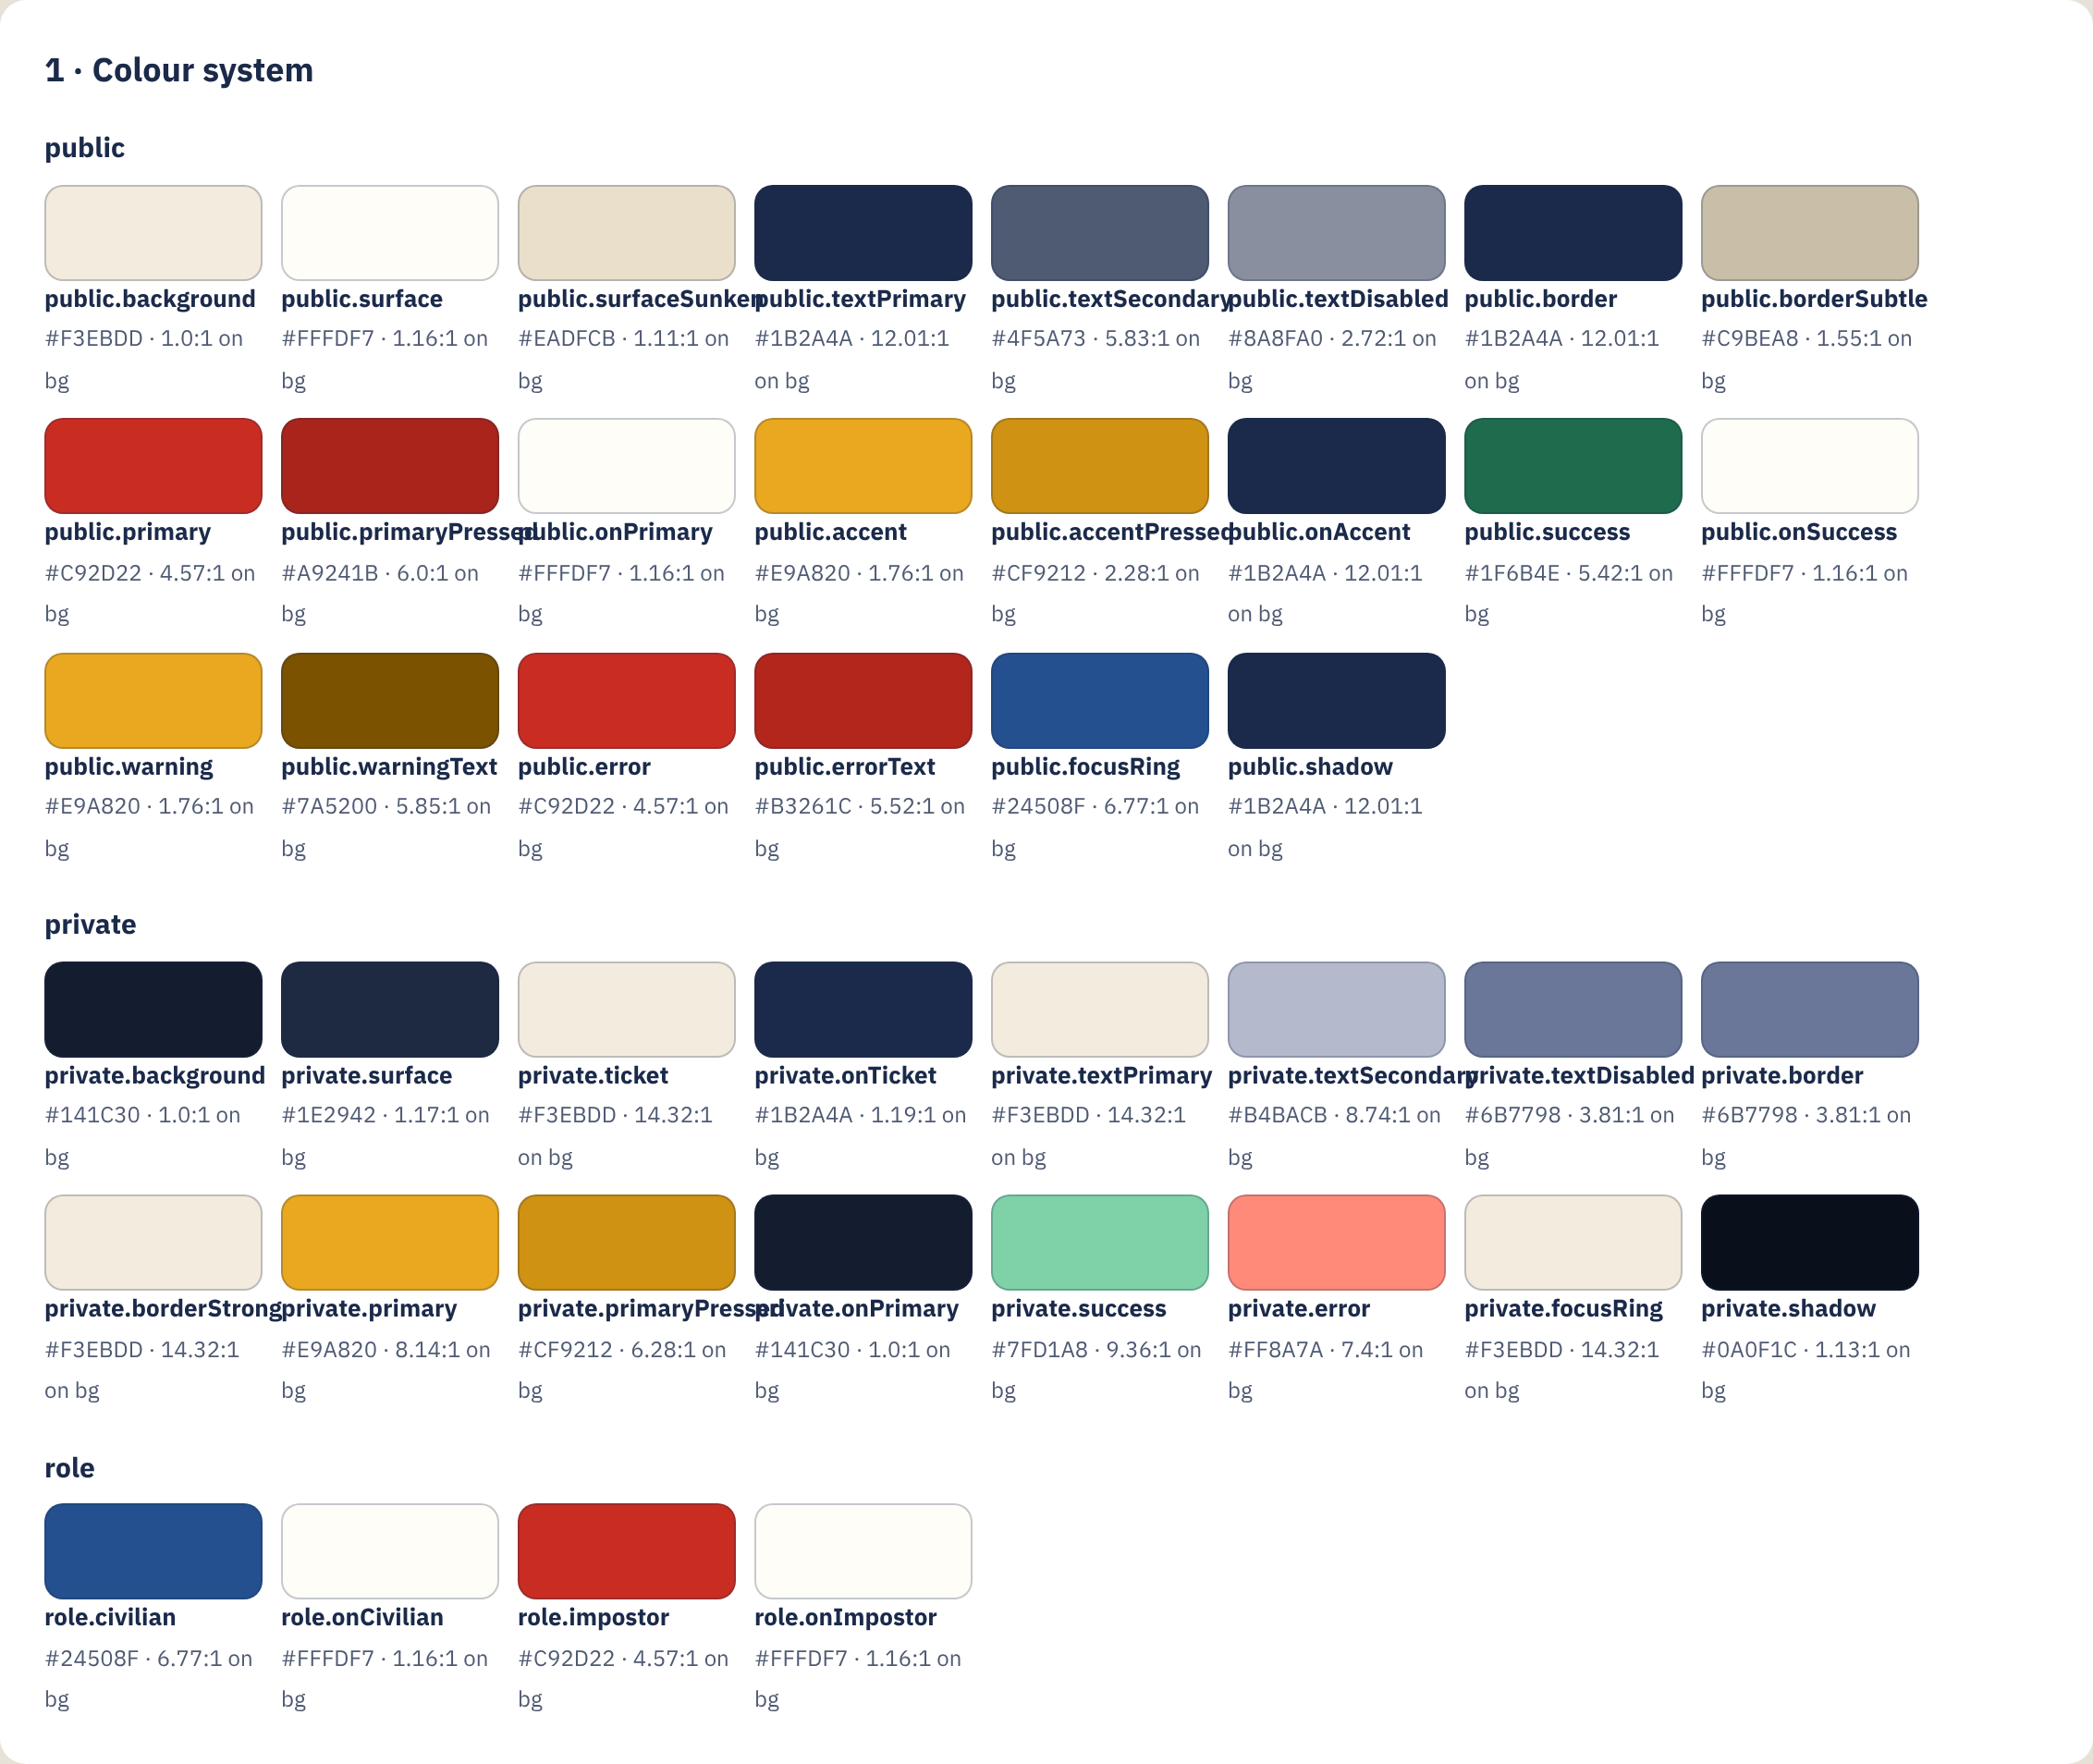 1 · Colour system
public
public.background public.surface public.surfaceSunken public.textPrimary public.textSecondary public.textDisabled public.border public.borderSubtle
#F3EBDD · 1.0:1 on #FFFDF7 · 1.16:1 on #EADFCB · 1.11:1 on #1B2A4A · 12.01:1 #4F5A73 · 5.83:1 on #8A8FA0 · 2.72:1 on #1B2A4A · 12.01:1 #C9BEA8 · 1.55:1 on
bg bg bg on bg bg bg on bg bg
public.primary public.primaryPressed public.onPrimary public.accent public.accentPressed public.onAccent public.success public.onSuccess
#C92D22 · 4.57:1 on #A9241B · 6.0:1 on #FFFDF7 · 1.16:1 on #E9A820 · 1.76:1 on #CF9212 · 2.28:1 on #1B2A4A · 12.01:1 #1F6B4E · 5.42:1 on #FFFDF7 · 1.16:1 on
bg bg bg bg bg on bg bg bg
public.warning public.warningText public.error public.errorText public.focusRing public.shadow
#E9A820 · 1.76:1 on #7A5200 · 5.85:1 on #C92D22 · 4.57:1 on #B3261C · 5.52:1 on #24508F · 6.77:1 on #1B2A4A · 12.01:1
bg bg bg bg bg on bg
private
private.background private.surface private.ticket private.onTicket private.textPrimary private.textSecondary private.textDisabled private.border
#141C30 · 1.0:1 on #1E2942 · 1.17:1 on #F3EBDD · 14.32:1 #1B2A4A · 1.19:1 on #F3EBDD · 14.32:1 #B4BACB · 8.74:1 on #6B7798 · 3.81:1 on #6B7798 · 3.81:1 on
bg bg on bg bg on bg bg bg bg
private.borderStrong private.primary private.primaryPressed private.onPrimary private.success private.error private.focusRing private.shadow
#F3EBDD · 14.32:1 #E9A820 · 8.14:1 on #CF9212 · 6.28:1 on #141C30 · 1.0:1 on #7FD1A8 · 9.36:1 on #FF8A7A · 7.4:1 on #F3EBDD · 14.32:1 #0A0F1C · 1.13:1 on
on bg bg bg bg bg bg on bg bg
role
role.civilian role.onCivilian role.impostor role.onImpostor
#24508F · 6.77:1 on #FFFDF7 · 1.16:1 on #C92D22 · 4.57:1 on #FFFDF7 · 1.16:1 on
bg bg bg bg